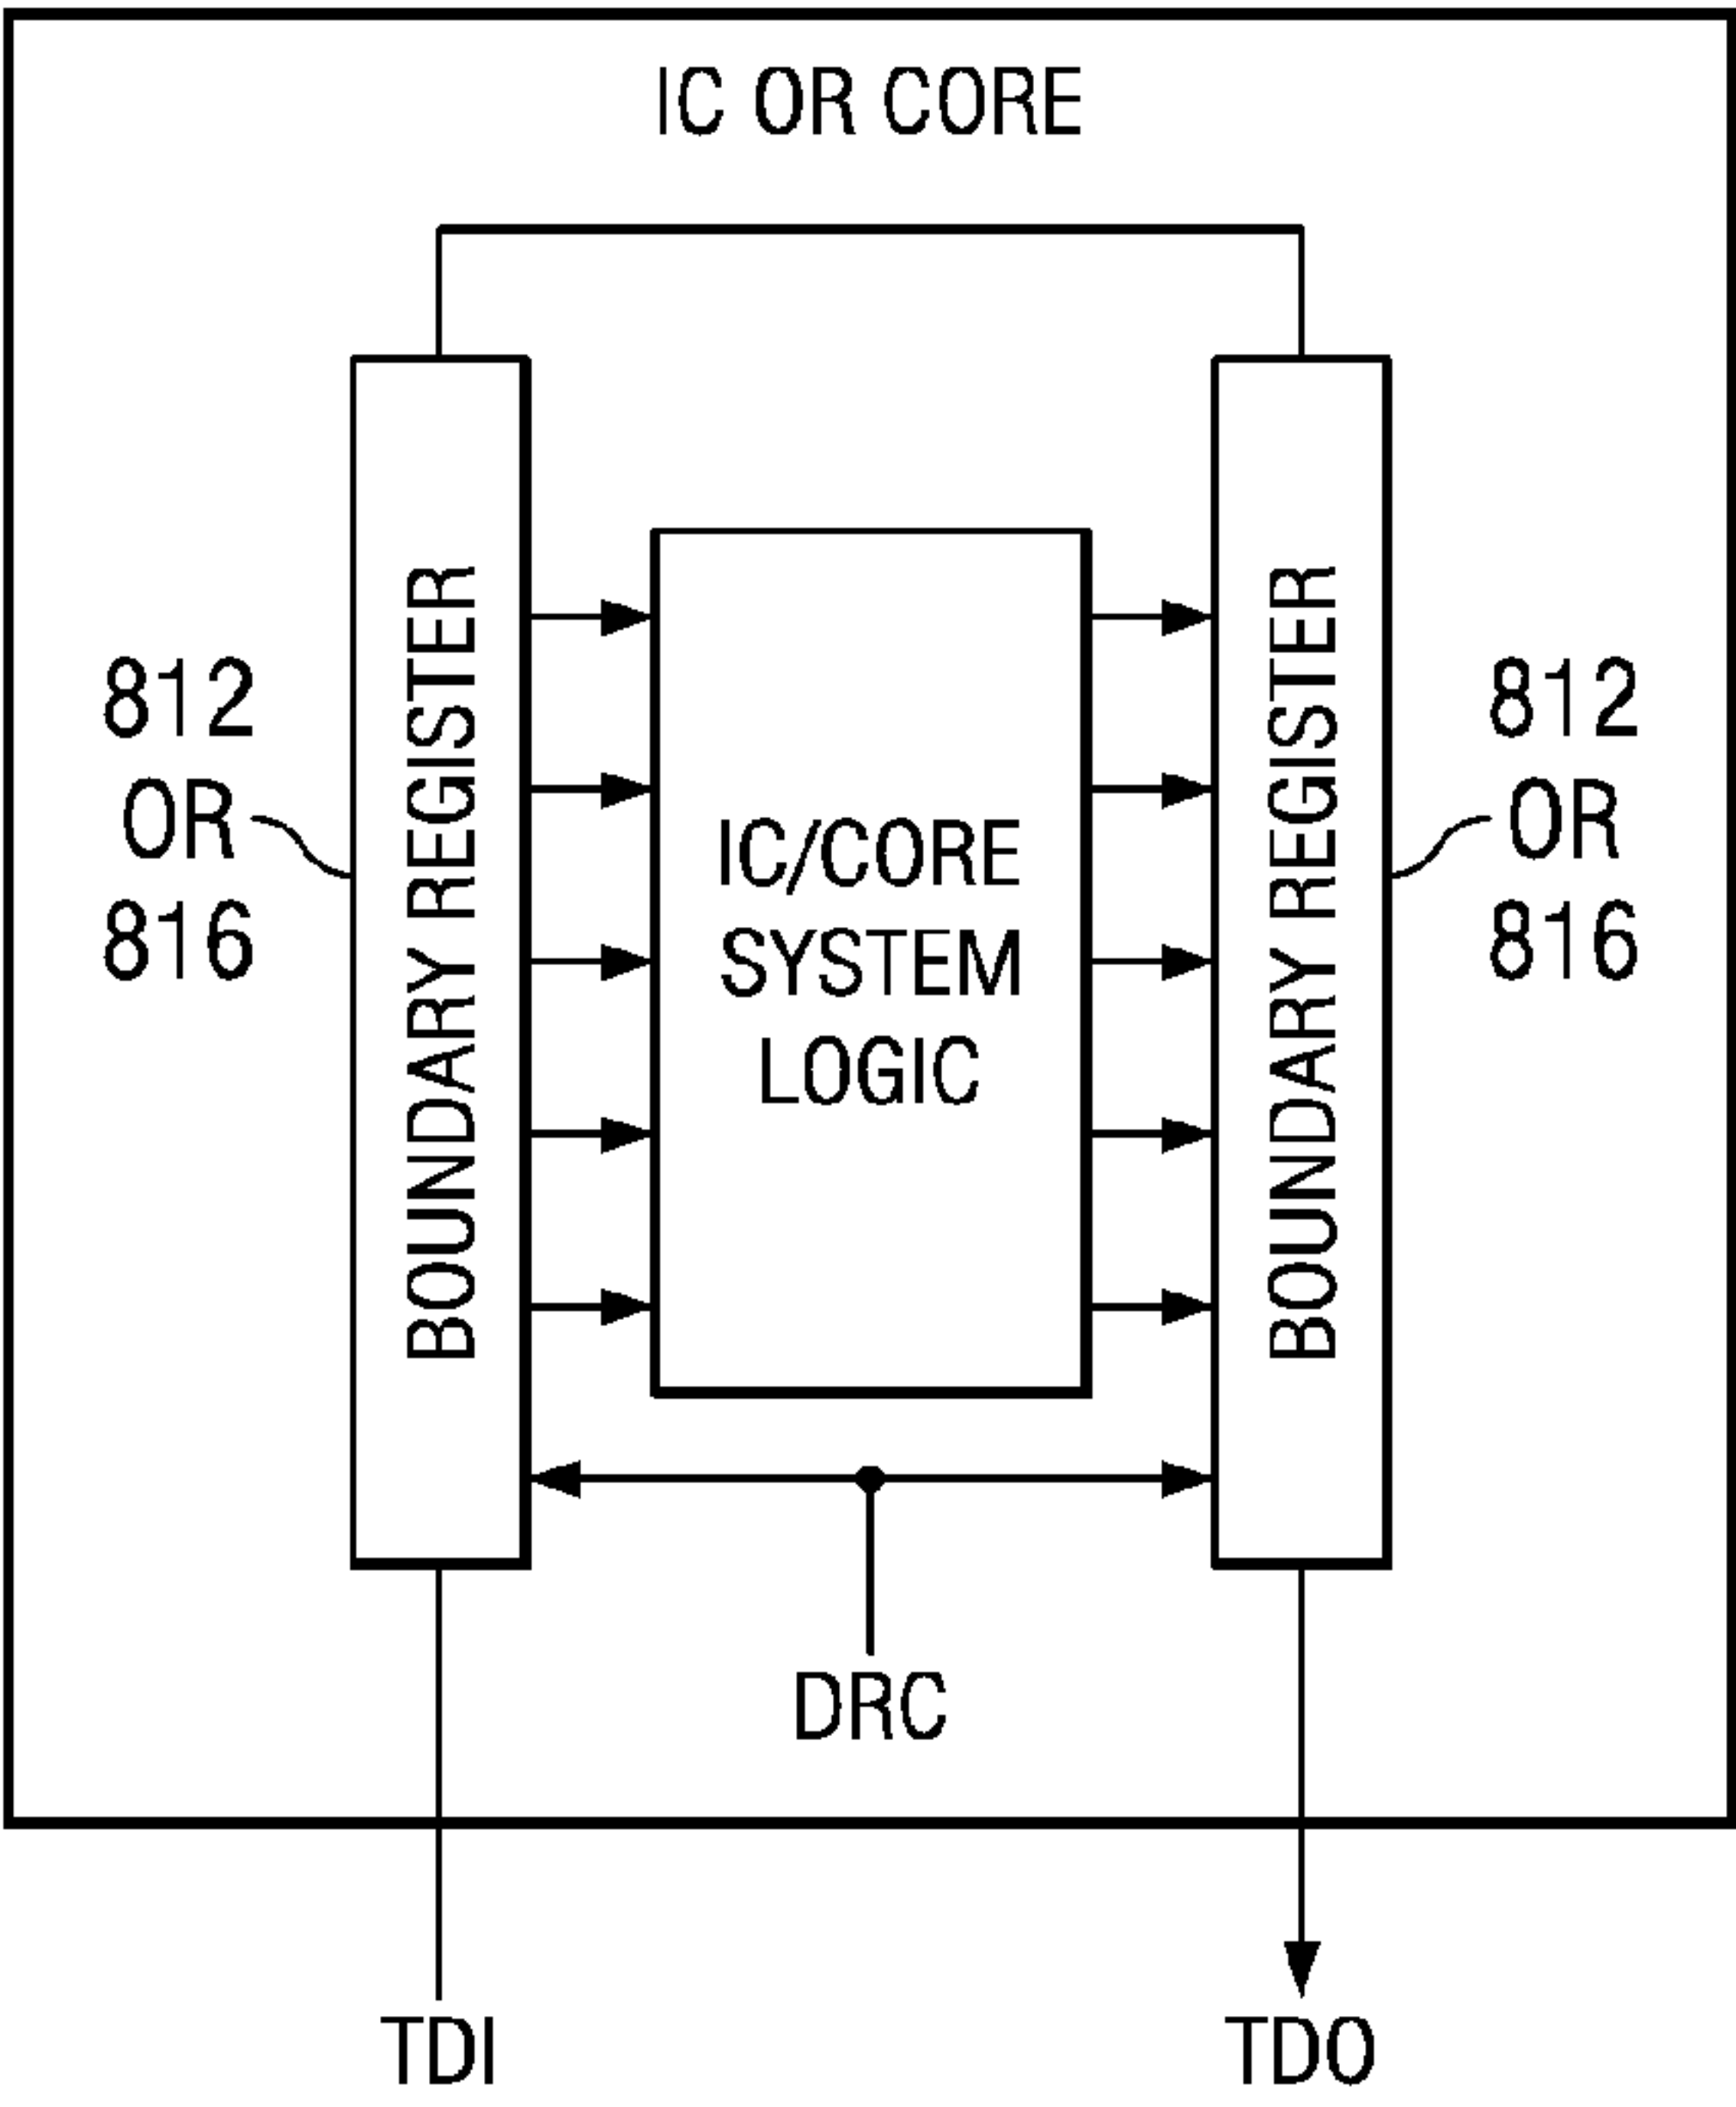 IC OR CORE
812
OR
816
BOUNDARY REGISTER
IC/CORE
SYSTEM
LOGIC
BOUNDARY REGISTER
812
OR
816
DRC
TDI
TDO